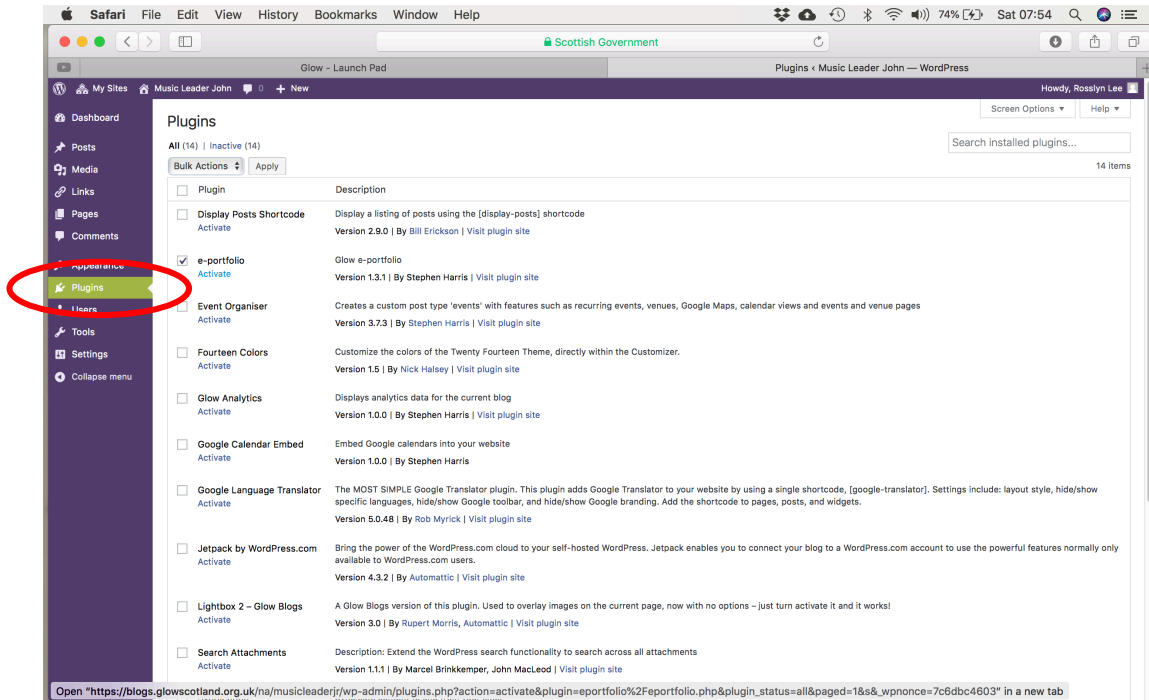 Safari File Edit View History Bookmarks Window Help 74% Sat 07:54
Scottish Government
Glow - Launch Pad Plugins ‹ Music Leader John — WordPress
My Sites Music Leader John 0 + New Howdy, Rosslyn Lee
Screen Options Help
Dashboard
Posts
Media
Links
Pages
Comments
Appearance
Plugins
Users
Tools
Settings
Collapse menu
Plugins
All (14) | Inactive (14)
Search installed plugins...
Bulk Actions Apply
14 items
Plugin Description
Display Posts Shortcode Display a listing of posts using the [display-posts] shortcode
Activate Version 2.9.0 | By Bill Erickson | Visit plugin site
e-portfolio Glow e-portfolio
Activate Version 1.3.1 | By Stephen Harris | Visit plugin site
Event Organiser Creates a custom post type 'events' with features such as recurring events, venues, Google Maps, calendar views and events and venue pages
Activate Version 3.7.3 | By Stephen Harris | Visit plugin site
Fourteen Colors Customize the colors of the Twenty Fourteen Theme, directly within the Customizer.
Activate Version 1.5 | By Nick Halsey | Visit plugin site
Glow Analytics Displays analytics data for the current blog
Activate Version 1.0.0 | By Stephen Harris | Visit plugin site
Google Calendar Embed Embed Google calendars into your website
Activate Version 1.0.0 | By Stephen Harris
Google Language Translator The MOST SIMPLE Google Translator plugin. This plugin adds Google Translator to your website by using a single shortcode, [google-translator]. Settings include: layout style, hide/show
Activate specific languages, hide/show Google toolbar, and hide/show Google branding. Add the shortcode to pages, posts, and widgets.
Version 5.0.48 | By Rob Myrick | Visit plugin site
Jetpack by WordPress.com Bring the power of the WordPress.com cloud to your self-hosted WordPress. Jetpack enables you to connect your blog to a WordPress.com account to use the powerful features normally only
Activate available to WordPress.com users.
Version 4.3.2 | By Automattic | Visit plugin site
Lightbox 2 – Glow Blogs A Glow Blogs version of this plugin. Used to overlay images on the current page, now with no options – just turn activate it and it works!
Activate Version 3.0 | By Rupert Morris, Automattic | Visit plugin site
Search Attachments Description: Extend the WordPress search functionality to search across all attachments
Activate Version 1.1.1 | By Marcel Brinkkemper, John MacLeod | Visit plugin site
Open "https://blogs.glowscotland.org.uk/na/musicleaderjr/wp-admin/plugins.php?action=activate&plugin=eportfolio%2Feportfolio.php&plugin_status=all&paged=1&s&_wpnonce=7c6dbc4603" in a new tab